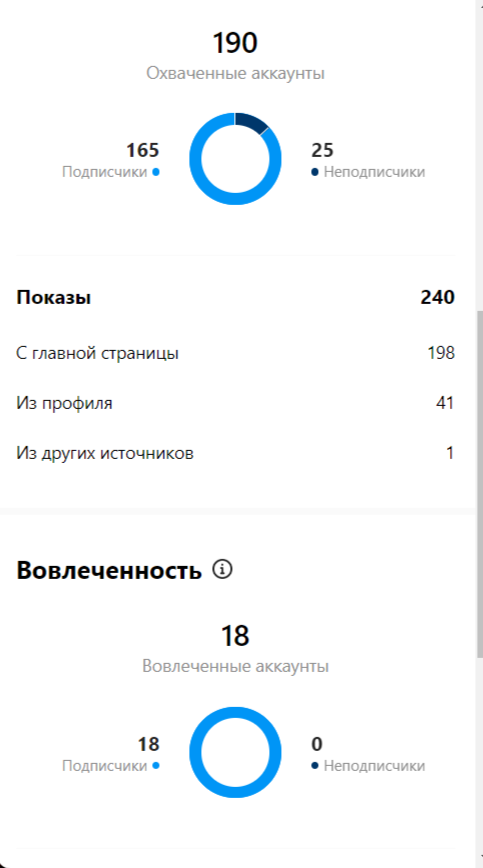 190
Охваченные аккаунты
165 25
Подписчики Неподписчики
Показы 240
С главной страницы 198
Из профиля 41
Из других источников 1
Вовлеченность
18
Вовлеченные аккаунты
18 0
Подписчики Неподписчики